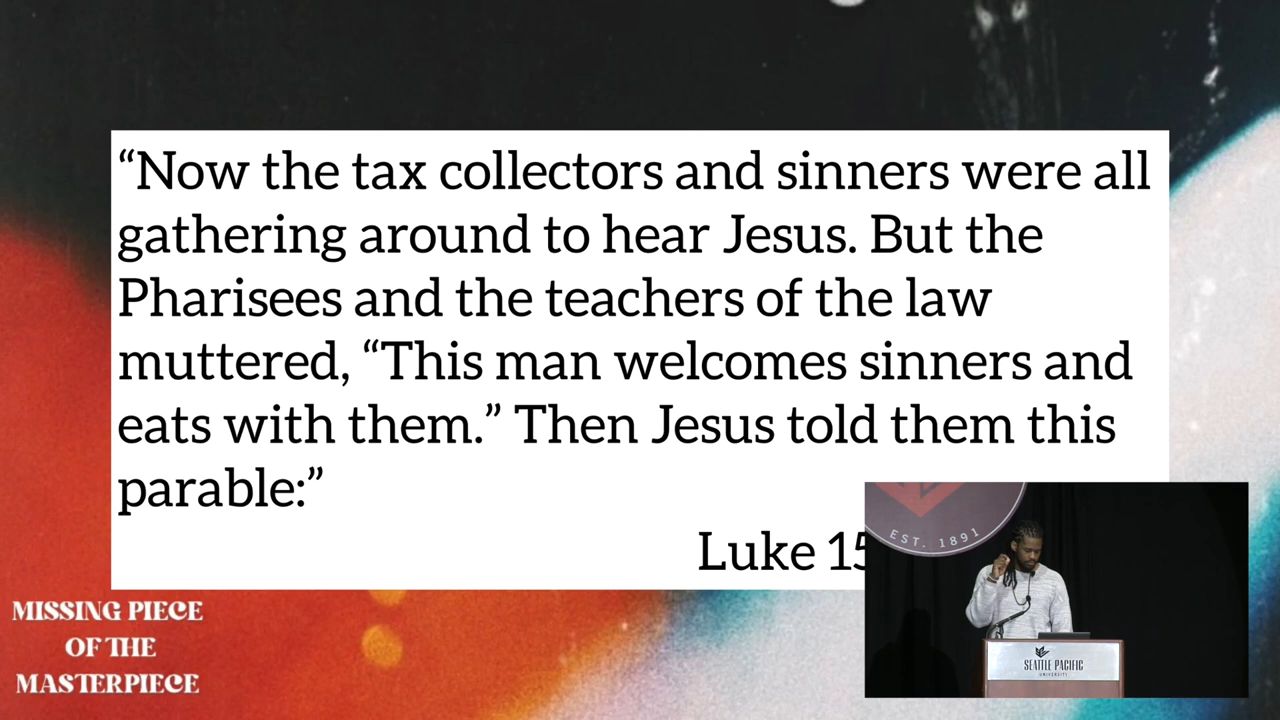 “Now the tax collectors and sinners were all
gathering around to hear Jesus. But the
Pharisees and the teachers of the law
muttered, “This man welcomes sinners and
eats with them.” Then Jesus told them this
parable:”
Luke 15
MISSING PIECE
OF THE
MASTERPIECE
EST. 1891
SEATTLE PACIFIC
UNIVERSITY